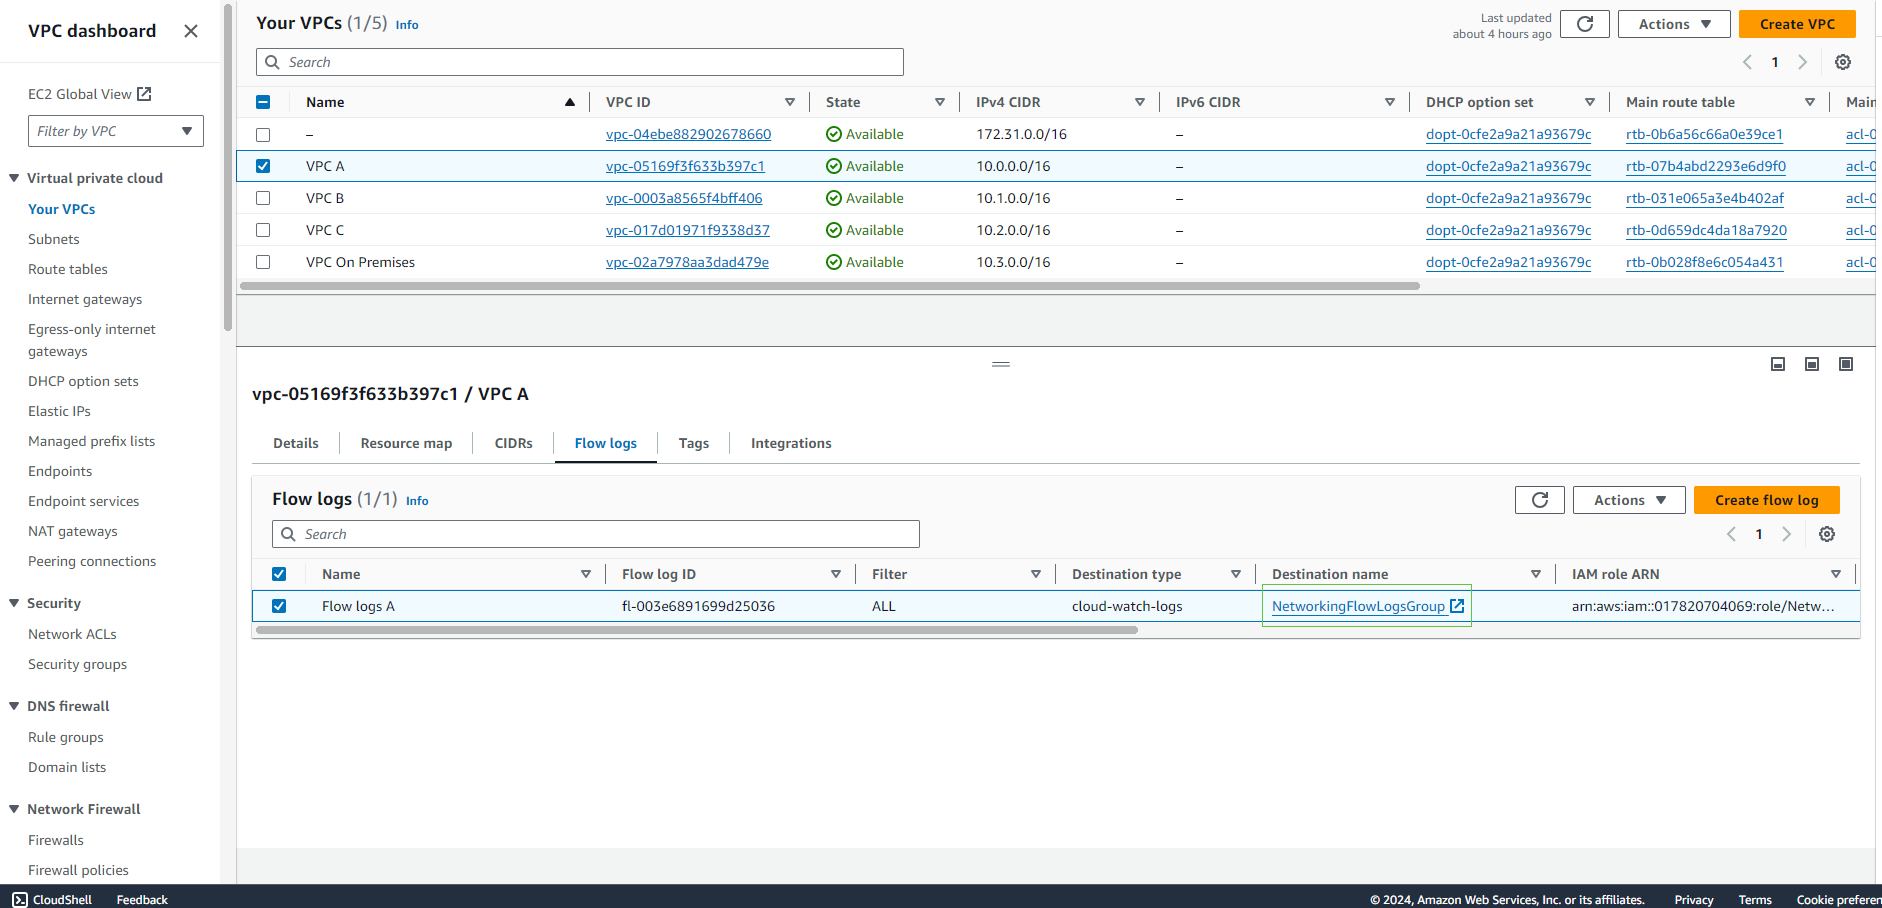 VPC dashboard
EC2 Global View
Filter by VPC
Virtual private cloud
Your VPCs
Subnets
Route tables
Internet gateways
Egress-only internet
gateways
DHCP option sets
Elastic IPs
Managed prefix lists
Endpoints
Endpoint services
NAT gateways
Peering connections
Security
Network ACLs
Security groups
DNS firewall
Rule groups
Domain lists
Network Firewall
Firewalls
Firewall policies
Your VPCs (1/5) Info
Last updated
about 4 hours ago
Actions
Create VPC
Search
1
Name VPC ID State IPv4 CIDR IPv6 CIDR DHCP option set Main route table Main
– vpc-04ebe882902678660 Available 172.31.0.0/16 – dopt-0cfe2a9a21a93679c rtb-0b6a56c66a0e39ce1 acl-0
VPC A vpc-05169f3f633b397c1 Available 10.0.0.0/16 – dopt-0cfe2a9a21a93679c rtb-07b4abd2293e6d9f0 acl-0
VPC B vpc-0003a8565f4bff406 Available 10.1.0.0/16 – dopt-0cfe2a9a21a93679c rtb-031e065a3e4b402af acl-0
VPC C vpc-017d01971f9338d37 Available 10.2.0.0/16 – dopt-0cfe2a9a21a93679c rtb-0d659dc4da18a7920 acl-0
VPC On Premises vpc-02a7978aa3dad479e Available 10.3.0.0/16 – dopt-0cfe2a9a21a93679c rtb-0b028f8e6c054a431 acl-0
vpc-05169f3f633b397c1 / VPC A
Details Resource map CIDRs Flow logs Tags Integrations
Flow logs (1/1) Info
Actions
Create flow log
Search
1
Name Flow log ID Filter Destination type Destination name IAM role ARN
Flow logs A fl-003e6891699d25036 ALL cloud-watch-logs NetworkingFlowLogsGroup arn:aws:iam::017820704069:role/Netw...
CloudShell Feedback © 2024, Amazon Web Services, Inc. or its affiliates. Privacy Terms Cookie preferen